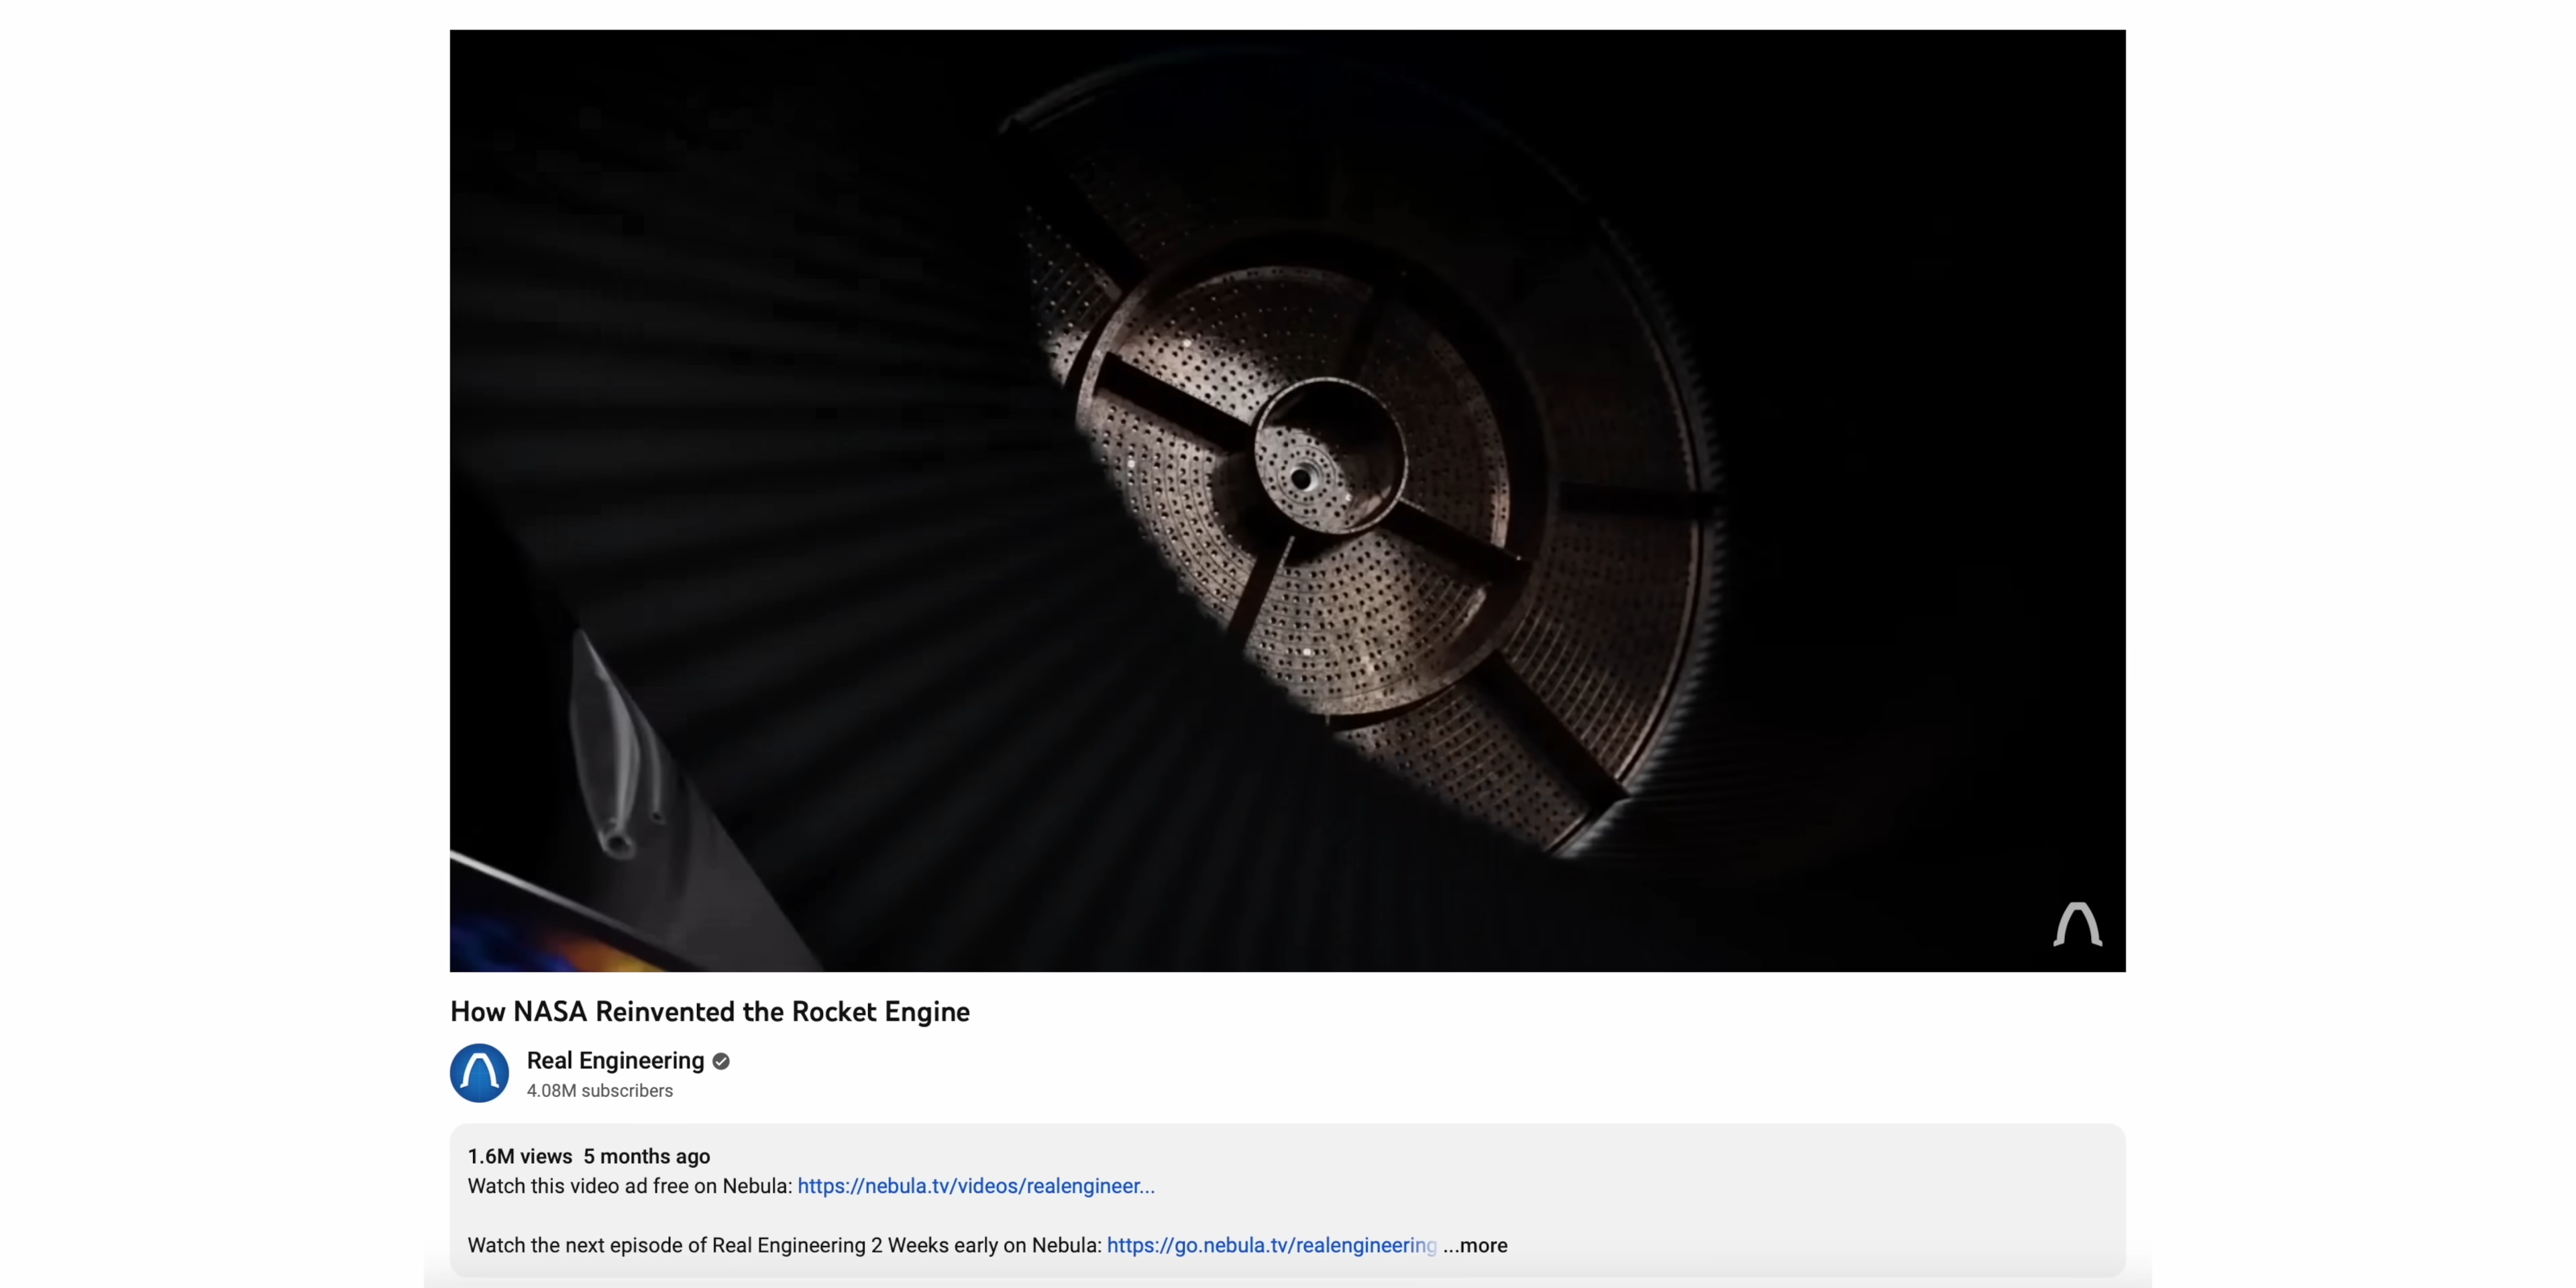 How NASA Reinvented the Rocket Engine
Real Engineering
4.08M subscribers
1.6M views 5 months ago
Watch this video ad free on Nebula: https://nebula.tv/videos/realengineer...
Watch the next episode of Real Engineering 2 Weeks early on Nebula: https://go.nebula.tv/realengineering ...more